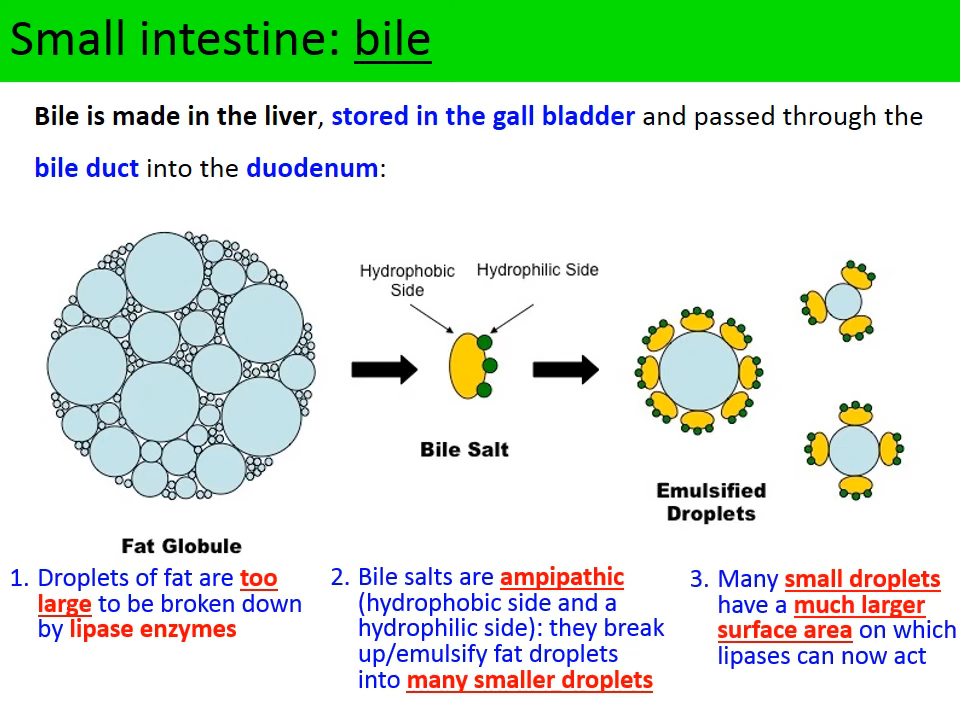 Small intestine: bile
Bile is made in the liver, stored in the gall bladder and passed through the
bile duct into the duodenum:
Hydrophobic
Side
Hydrophilic Side
Bile Salt
Emulsified
Droplets
Fat Globule
1. Droplets of fat are too
large to be broken down
by lipase enzymes
2. Bile salts are ampipathic
(hydrophobic side and a
hydrophilic side): they break
up/emulsify fat droplets
into many smaller droplets
3. Many small droplets
have a much larger
surface area on which
lipases can now act